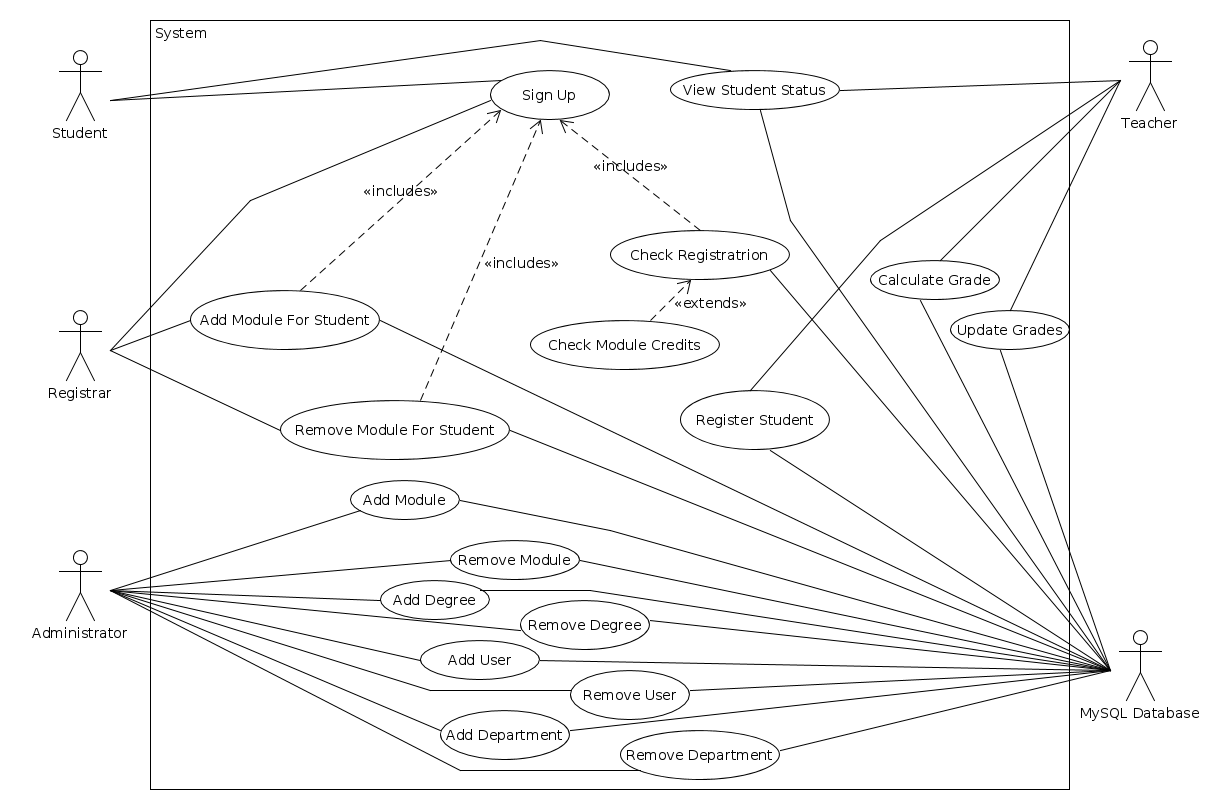 System
Student
Sign Up
View Student Status
Teacher
«includes»
«includes»
«includes»
Check Registratrion
Calculate Grade
«extends»
Add Module For Student
Update Grades
Check Module Credits
Registrar
Register Student
Remove Module For Student
Add Module
Remove Module
Add Degree
Remove Degree
Administrator
Add User
Remove User
MySQL Database
Add Department
Remove Department